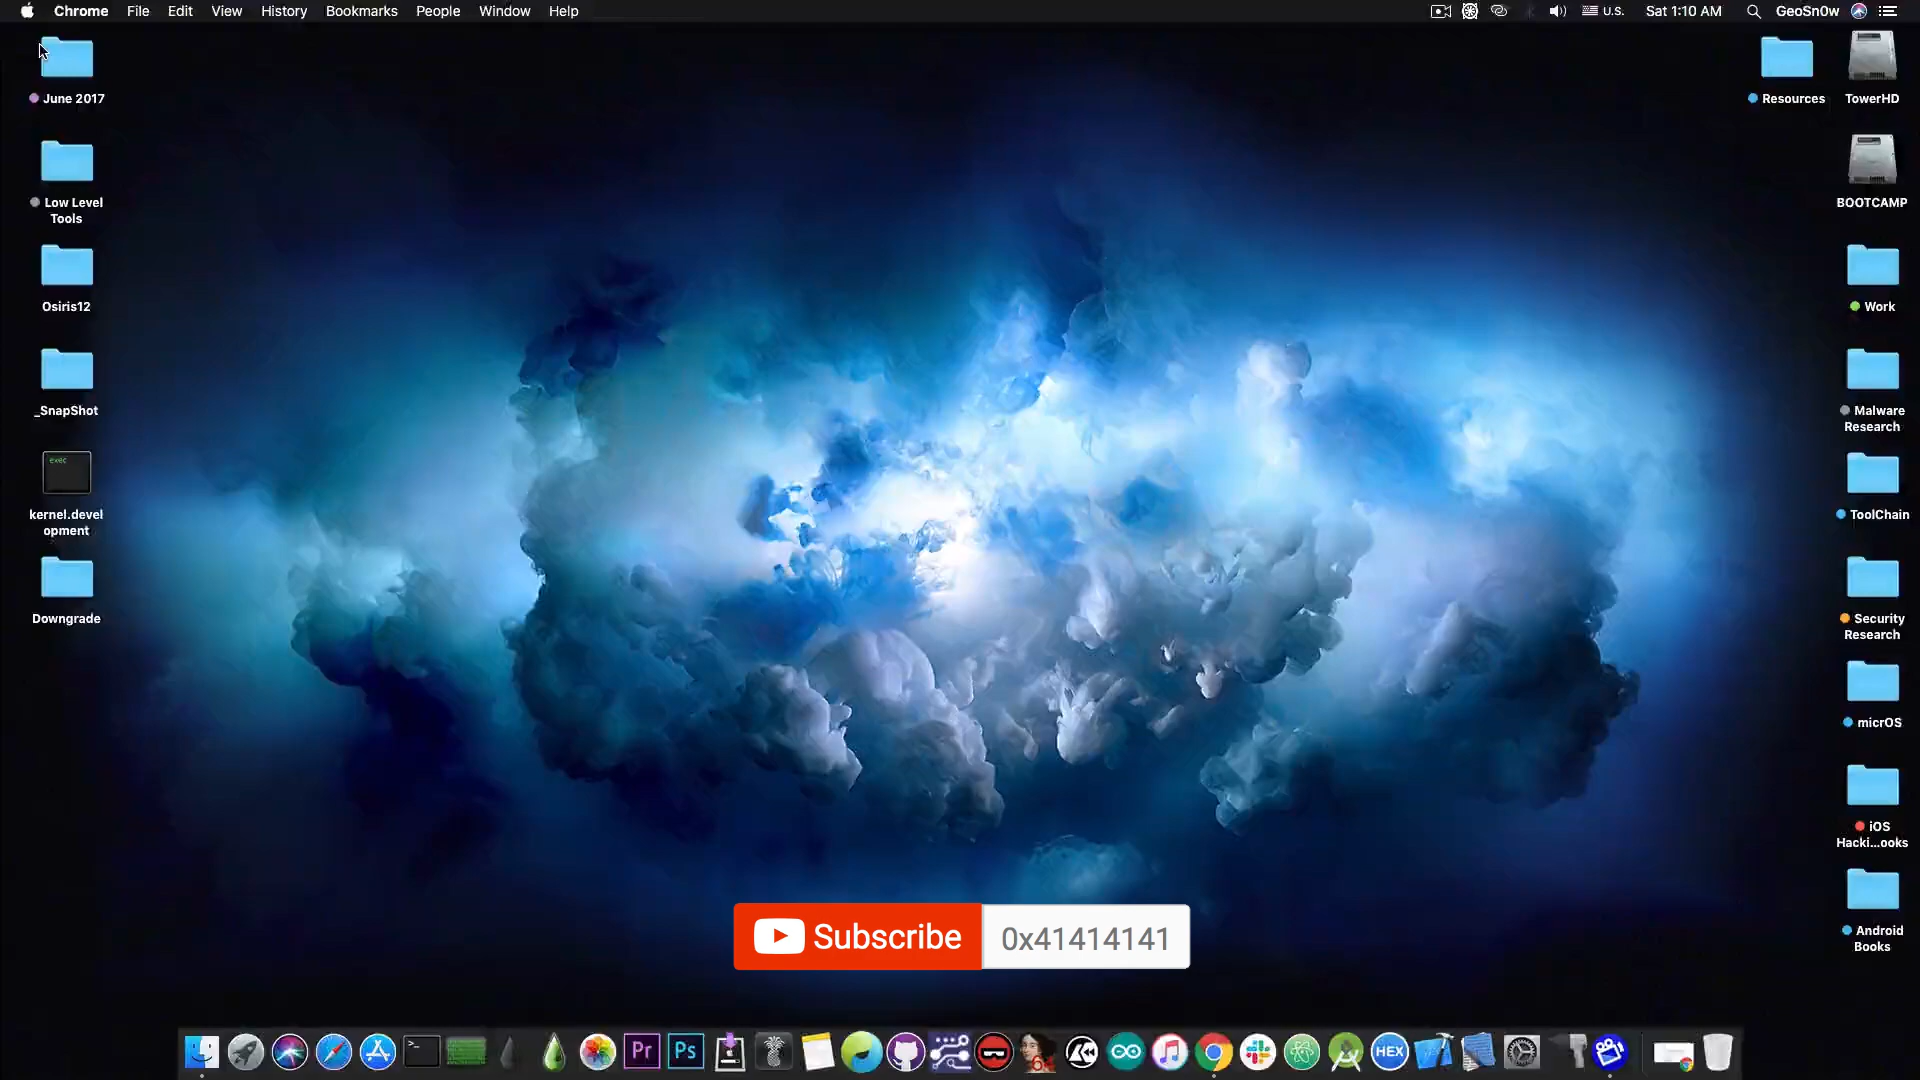 Chrome File Edit View History Bookmarks People Window Help
U.S. Sat 1:10 AM GeoSn0w
June 2017
Low Level
Tools
Osiris12
_SnapShot
exec
kernel.devel
opment
Downgrade
Resources
TowerHD
BOOTCAMP
Work
Malware
Research
ToolChain
Security
Research
micrOS
iOS
Hacki...ooks
Android
Books
Subscribe 0x41414141
>_
Pr
Ps
HEX